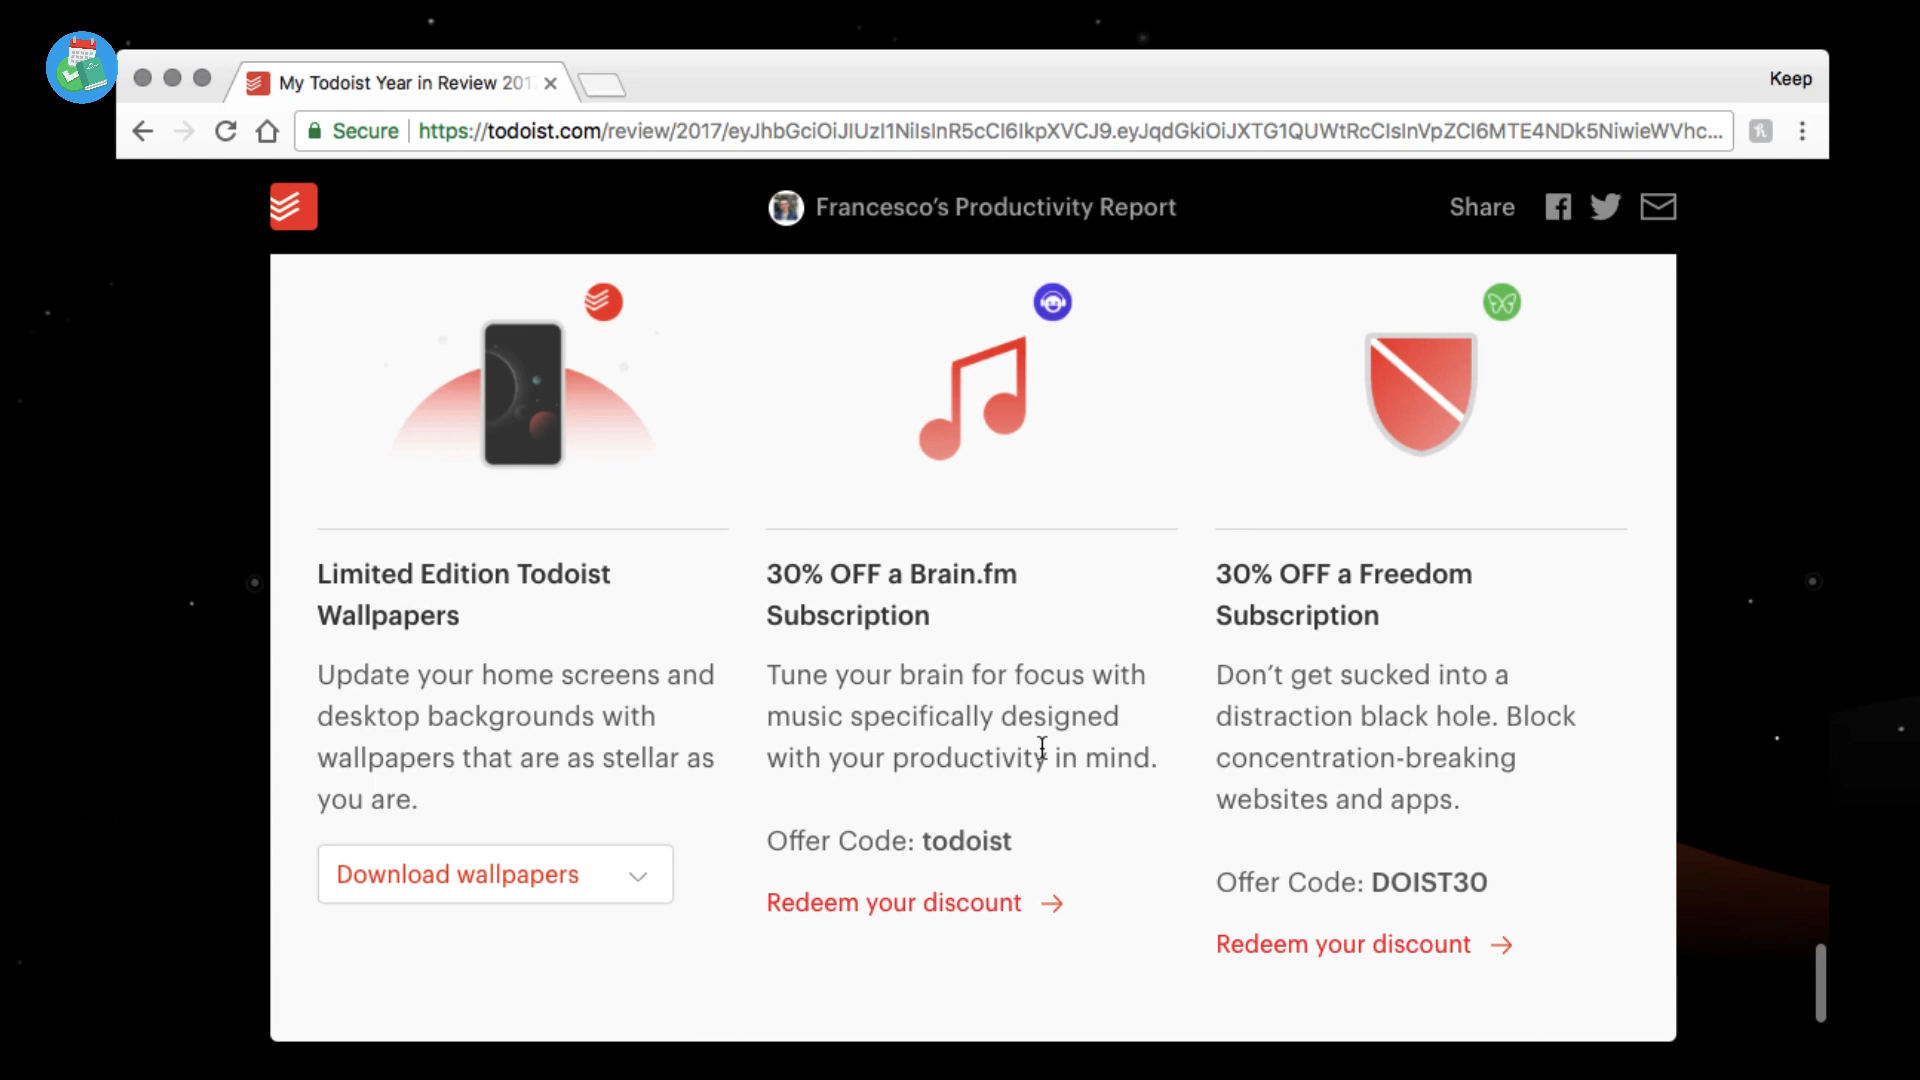 My Todoist Year in Review 201
Keep
Secure
https://todoist.com/review/2017/eyJhbGciOiJIUzI1NiIsInR5cCI6IkpXVCJ9.eyJqdGkiOiJXTG1QUWtRcCIsInVpZCI6MTE4NDk5NiwieWVhc...
Francesco’s Productivity Report
Share
Limited Edition Todoist
Wallpapers
Update your home screens and
desktop backgrounds with
wallpapers that are as stellar as
you are.
Download wallpapers
30% OFF a Brain.fm
Subscription
Tune your brain for focus with
music specifically designed
with your productivity in mind.
Offer Code: todoist
Redeem your discount →
30% OFF a Freedom
Subscription
Don’t get sucked into a
distraction black hole. Block
concentration-breaking
websites and apps.
Offer Code: DOIST30
Redeem your discount →